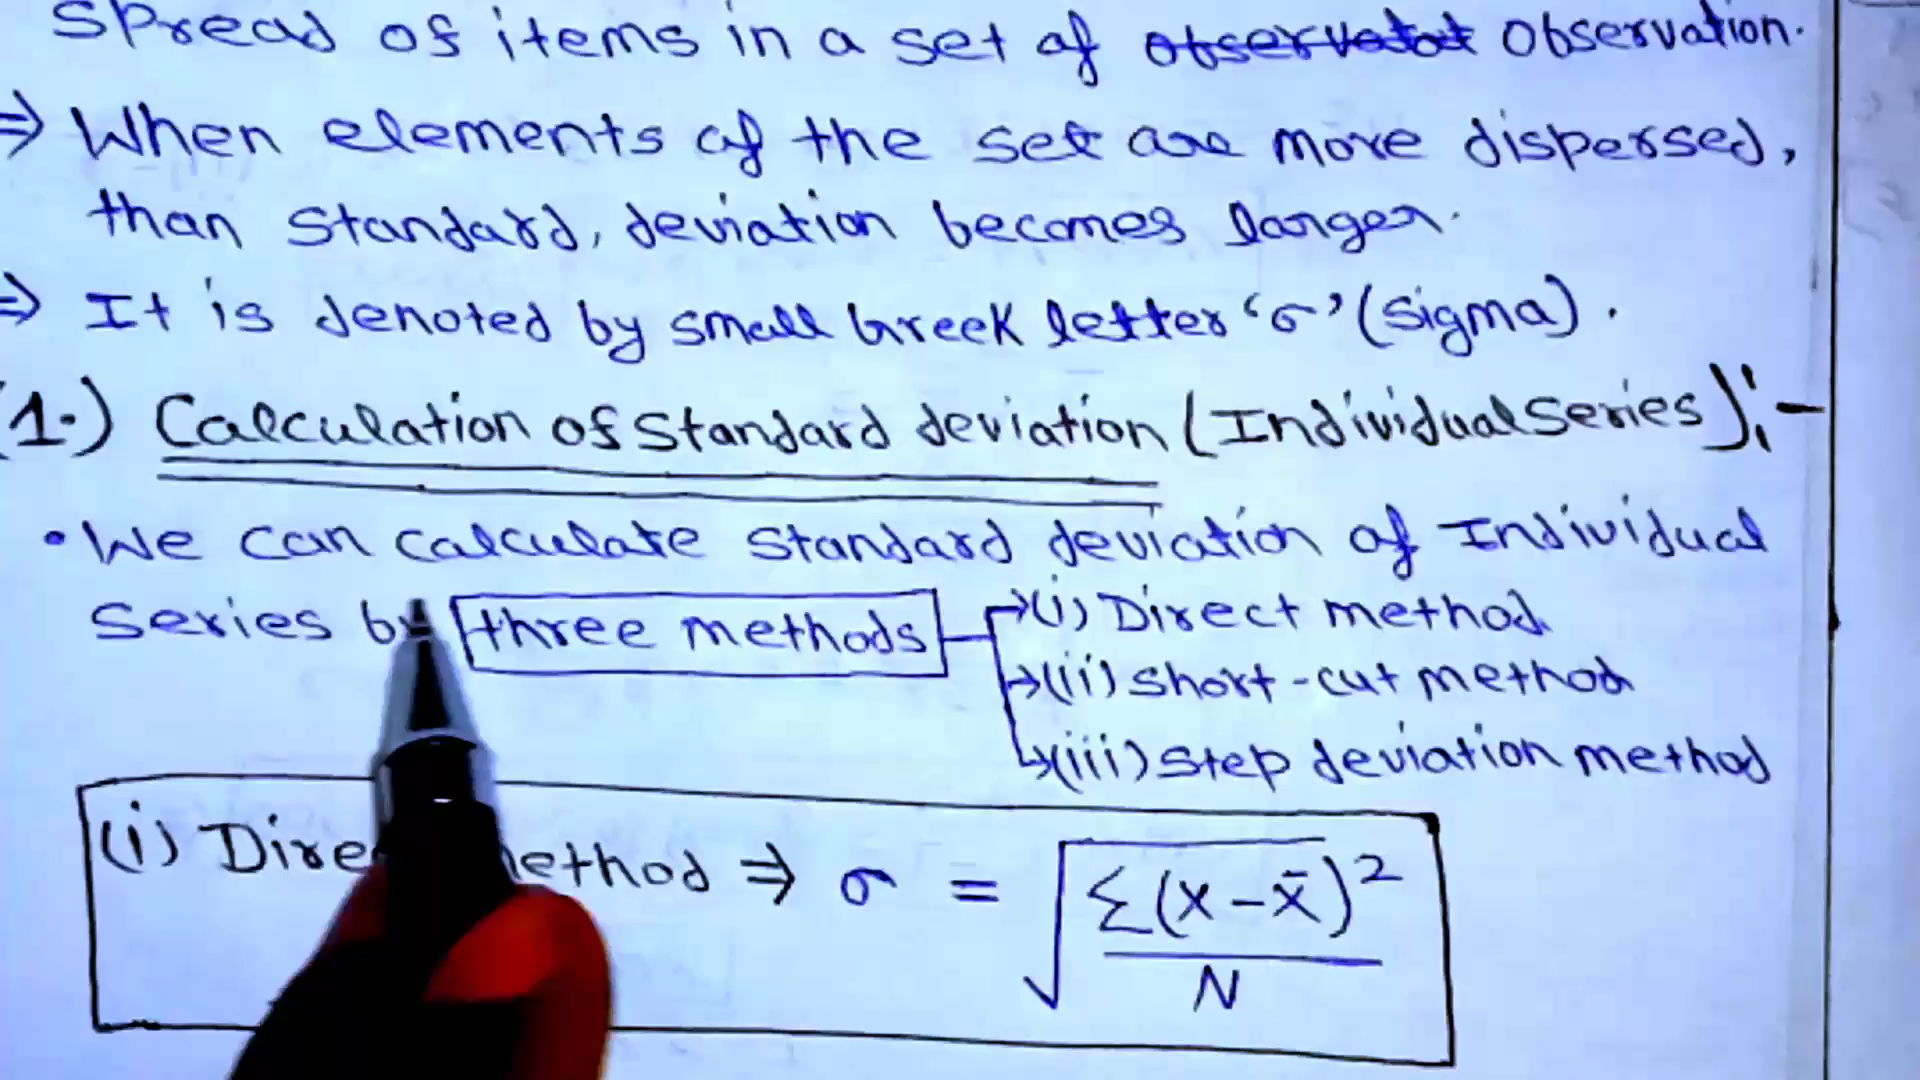 Spread of items in a set of observatot Observation.
⇒ When elements of the set are more dispersed,
than standard, deviation becomes larger.
⇒ It is denoted by small Greek letter 'σ' (sigma).
(1.) Calculation of Standard deviation (Individual Series):-
• We can calculate standard deviation of Individual
Series by three methods
→(i) Direct method
→(ii) short-cut method
↳(iii) step deviation method
(i) Direct method ⇒ σ = √(Σ(x-x̄)²/N)